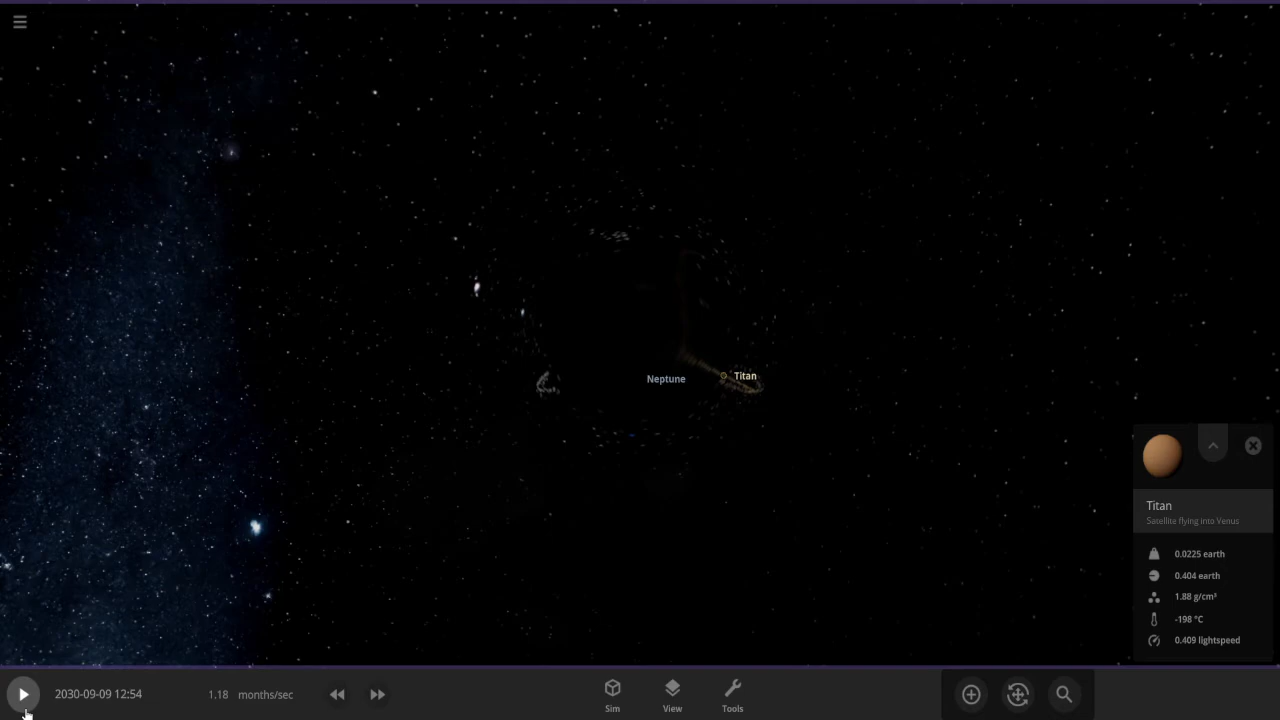 Neptune
Titan
Titan
Satellite flying into Venus
0.0225 earth
0.404 earth
1.88 g/cm³
-198 °C
0.409 lightspeed
2030-09-09 12:54
1.18 months/sec
Sim
View
Tools